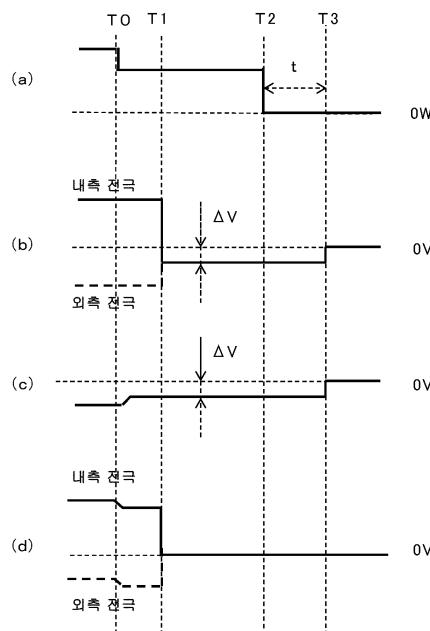 T0 T1 T2 T3
(a)
t
0W
내측 전극
(b)
ΔV
0V
외측 전극
(c)
ΔV
0V
내측 전극
(d)
0V
외측 전극